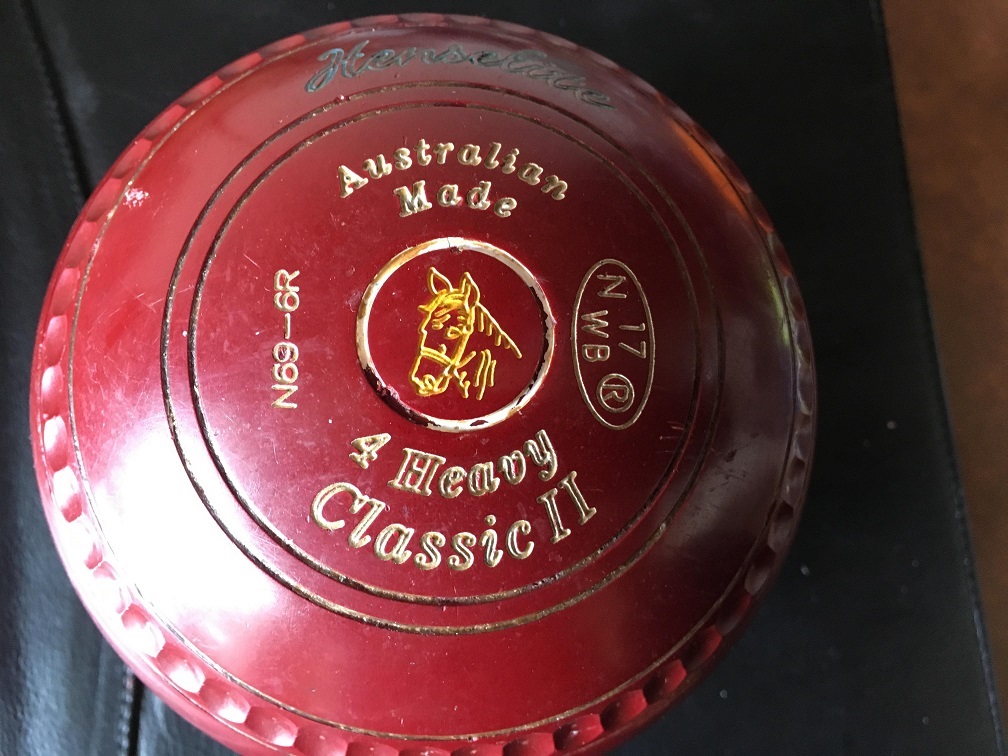 Henselite
Australian
Made
N69-6R
N 17
WB R
4 Heavy
Classic II